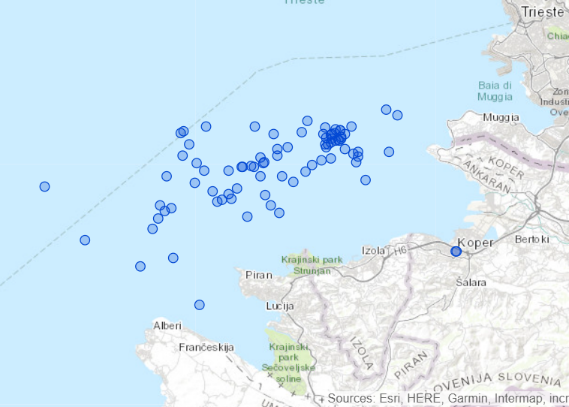 Trieste
Trieste
Baia di
Muggia
Muggia
KOPER
ANKARAN
Koper
Bertoki
Izola
H6
Šalara
Krajinski park
Strunjan
Piran
Lucija
Alberi
Frančeskija
Krajinski
park
Sečoveljske
soline
IZOLA
PIRAN
OVENIJA SLOVENIA
Sources: Esri, HERE, Garmin, Intermap, incr